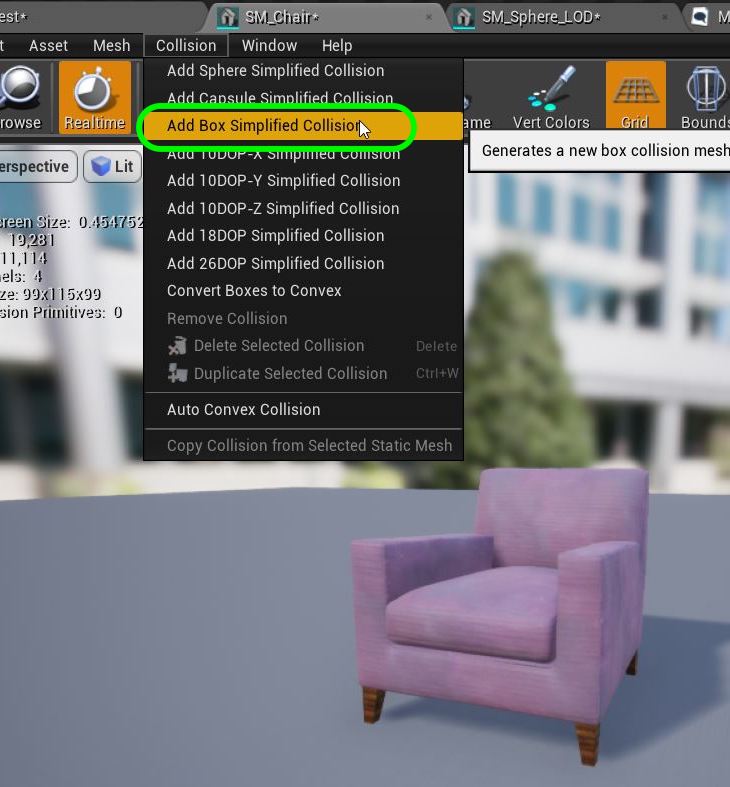 est*
SM_Chair*
SM_Sphere_LOD*
M
t Asset Mesh Collision Window Help
rowse
Realtime
ame
Vert Colors
Grid
Bounds
erspective
Lit
Add Sphere Simplified Collision
Add Capsule Simplified Collision
Add Box Simplified Collision
Generates a new box collision mesh
Add 10DOP-X Simplified Collision
Add 10DOP-Y Simplified Collision
Add 10DOP-Z Simplified Collision
Add 18DOP Simplified Collision
Add 26DOP Simplified Collision
Convert Boxes to Convex
Remove Collision
Delete Selected Collision Delete
Duplicate Selected Collision Ctrl+W
Auto Convex Collision
Copy Collision from Selected Static Mesh
creen Size: 0.454752
19,281
11,114
nels: 4
ize: 99x115x99
sion Primitives: 0